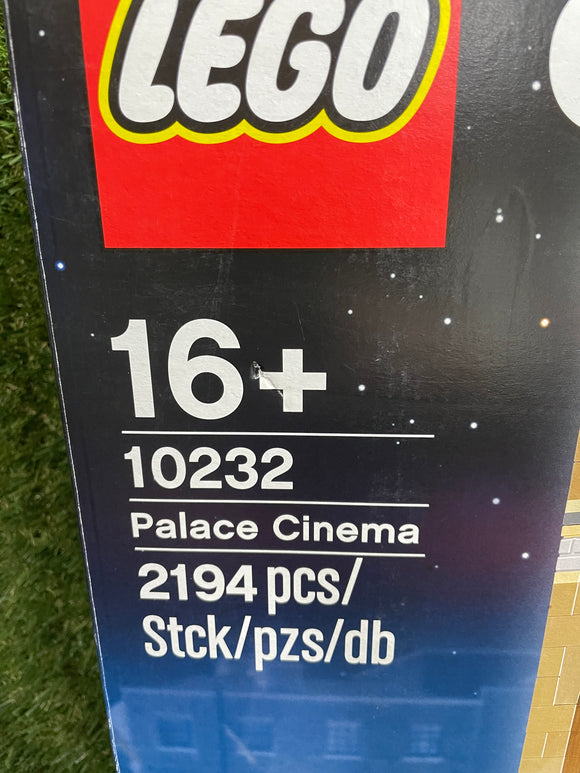 LEGO
16+
10232
Palace Cinema
2194 pcs/
Stck/pzs/db